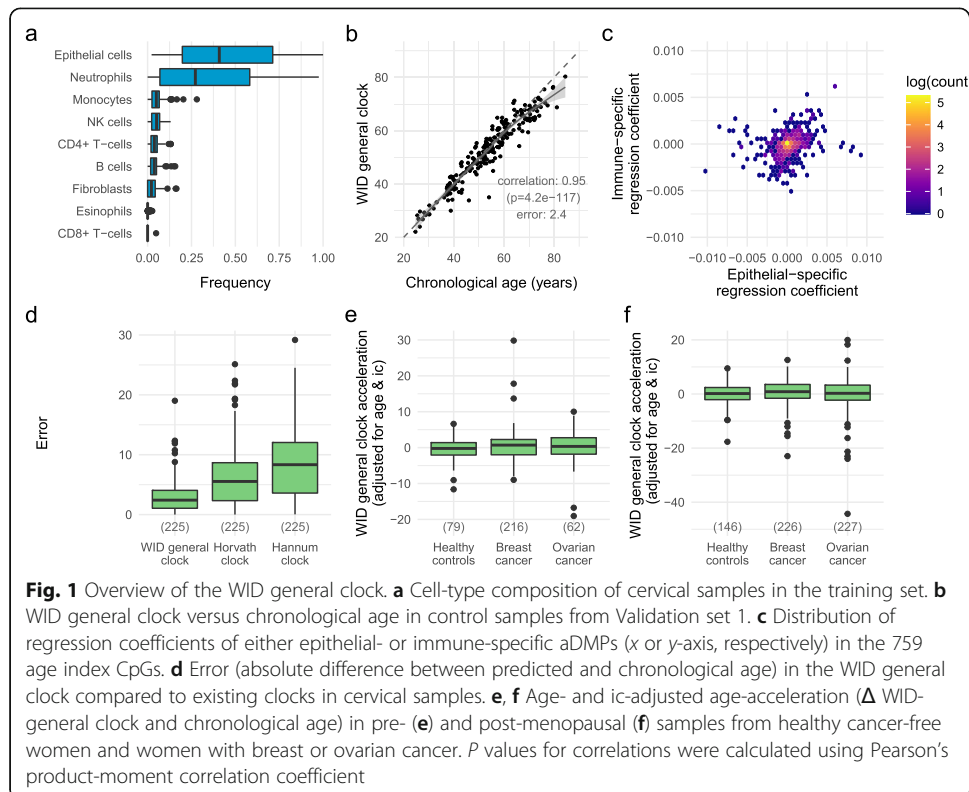 a
Epithelial cells
Neutrophils
Monocytes
NK cells
CD4+ T-cells
B cells
Fibroblasts
Esinophils
CD8+ T-cells
0.00 0.25 0.50 0.75 1.00
Frequency
b
WID general clock
80
60
40
20
correlation: 0.95
(p=4.2e−117)
error: 2.4
20 40 60 80
Chronological age (years)
c
Immune−specific
regression coefficient
0.010
0.005
0.000
−0.005
−0.010
−0.010 −0.005 0.000 0.005 0.010
Epithelial−specific
regression coefficient
log(count
5
4
3
2
1
0
d
Error
30
20
10
0
(225) (225) (225)
WID general
clock
Horvath
clock
Hannum
clock
e
WID general clock acceleration
(adjusted for age & ic)
30
20
10
0
−10
−20
(79) (216) (62)
Healthy
controls
Breast
cancer
Ovarian
cancer
f
WID general clock acceleration
(adjusted for age & ic)
20
0
−20
−40
(146) (226) (227)
Healthy
controls
Breast
cancer
Ovarian
cancer
Fig. 1 Overview of the WID general clock. a Cell-type composition of cervical samples in the training set. b
WID general clock versus chronological age in control samples from Validation set 1. c Distribution of
regression coefficients of either epithelial- or immune-specific aDMPs (x or y-axis, respectively) in the 759
age index CpGs. d Error (absolute difference between predicted and chronological age) in the WID general
clock compared to existing clocks in cervical samples. e, f Age- and ic-adjusted age-acceleration (Δ WID-
general clock and chronological age) in pre- (e) and post-menopausal (f) samples from healthy cancer-free
women and women with breast or ovarian cancer. P values for correlations were calculated using Pearson's
product-moment correlation coefficient